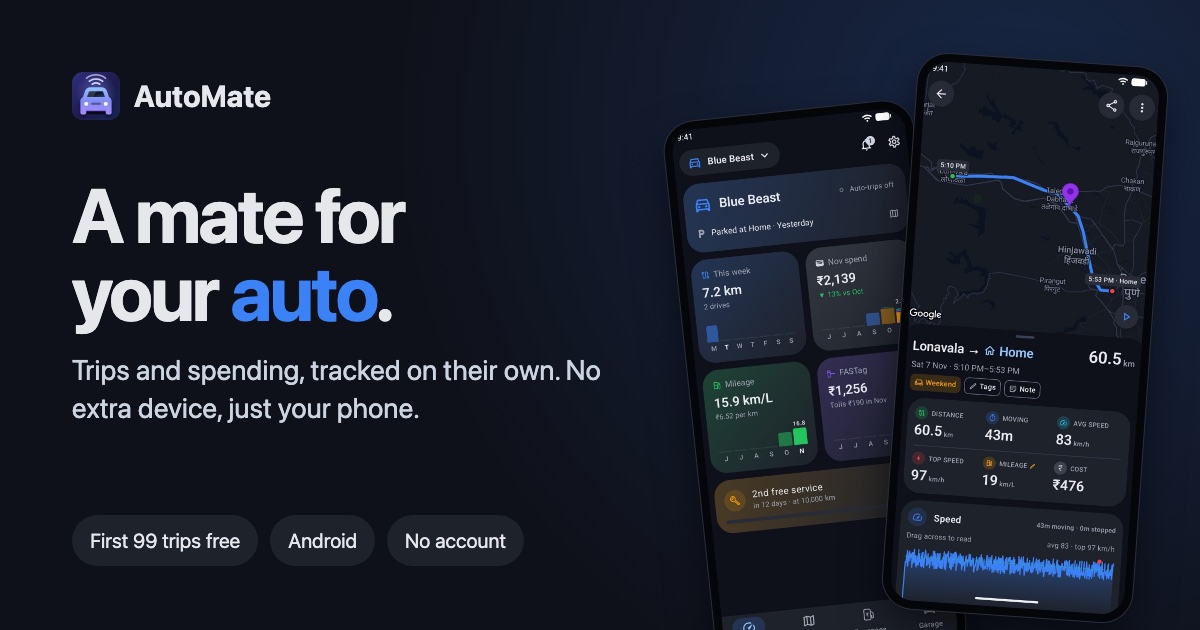 AutoMate
A mate for
your auto.
Trips and spending, tracked on their own. No
extra device, just your phone.
First 99 trips free
Android
No account
9:41
Blue Beast
1
Blue Beast
Auto-trips off
Parked at Home · Yesterday
This week
7.2 km
2 drives
M T W T F S S
Nov spend
₹2,139
▼ 13% vs Oct
J J A S O
Mileage
15.9 km/L
₹6.52 per km
16.8
J J A S O N
FASTag
₹1,256
Tolls ₹190 in Nov
J J A S
2nd free service
in 12 days · at 10,000 km
Garage
9:41
Chakan
चाकण
5:10 PM
Hinjawadi
हिंजवडी
Pirangut
पिरंगुट
5:53 PM · Home
पुणे
Google
Lonavala → Home
60.5 km
Sat 7 Nov · 5:10 PM–5:53 PM
Weekend
Tags
Note
DISTANCE
60.5 km
MOVING
43m
AVG SPEED
83 km/h
TOP SPEED
97 km/h
MILEAGE
19 km/L
COST
₹476
Speed
43m moving · 0m stopped
Drag across to read
avg 83 · top 97 km/h